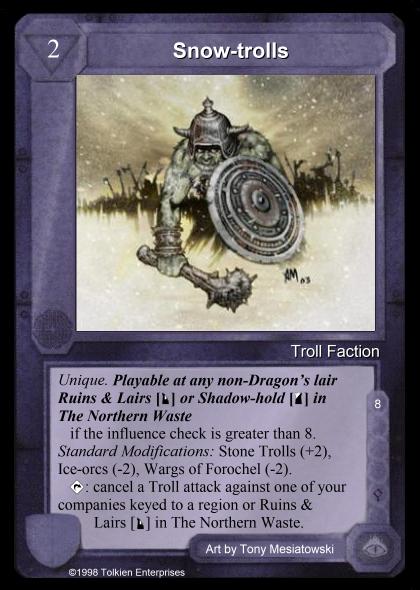 2
Snow-trolls
AM 03
Troll Faction
Unique. Playable at any non-Dragon's lair
Ruins & Lairs [] or Shadow-hold [] in
The Northern Waste
if the influence check is greater than 8.
8
Standard Modifications: Stone Trolls (+2),
Ice-orcs (-2), Wargs of Forochel (-2).
: cancel a Troll attack against one of your
companies keyed to a region or Ruins &
Lairs [] in The Northern Waste.
Art by Tony Mesiatowski
©1998 Tolkien Enterprises